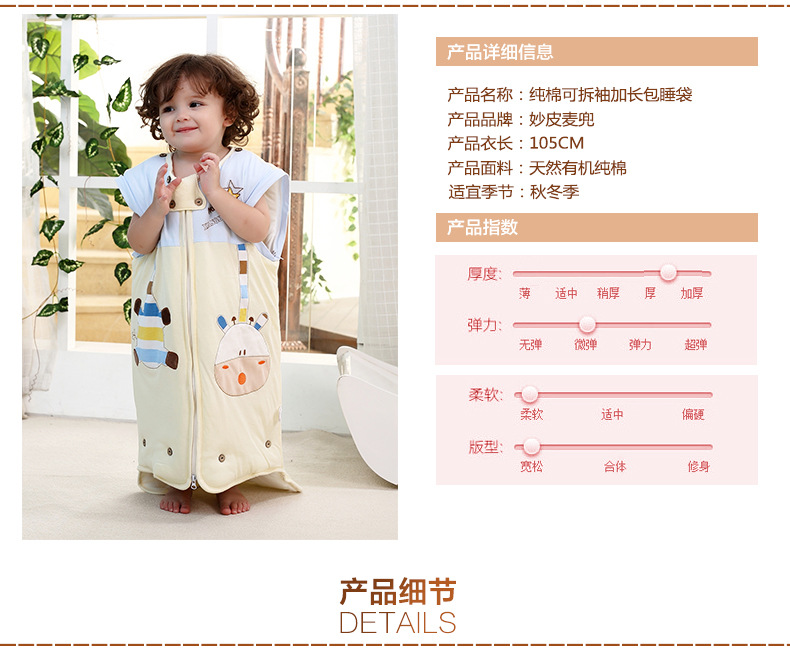 产品详细信息
产品名称：纯棉可拆袖加长包睡袋
产品品牌：妙皮麦兜
产品衣长：105CM
产品面料：天然有机纯棉
适宜季节：秋冬季
产品指数
厚度:
薄 适中 稍厚 厚 加厚
弹力:
无弹 微弹 弹力 超弹
柔软:
柔软 适中 偏硬
版型:
宽松 合体 修身
产品细节
DETAILS